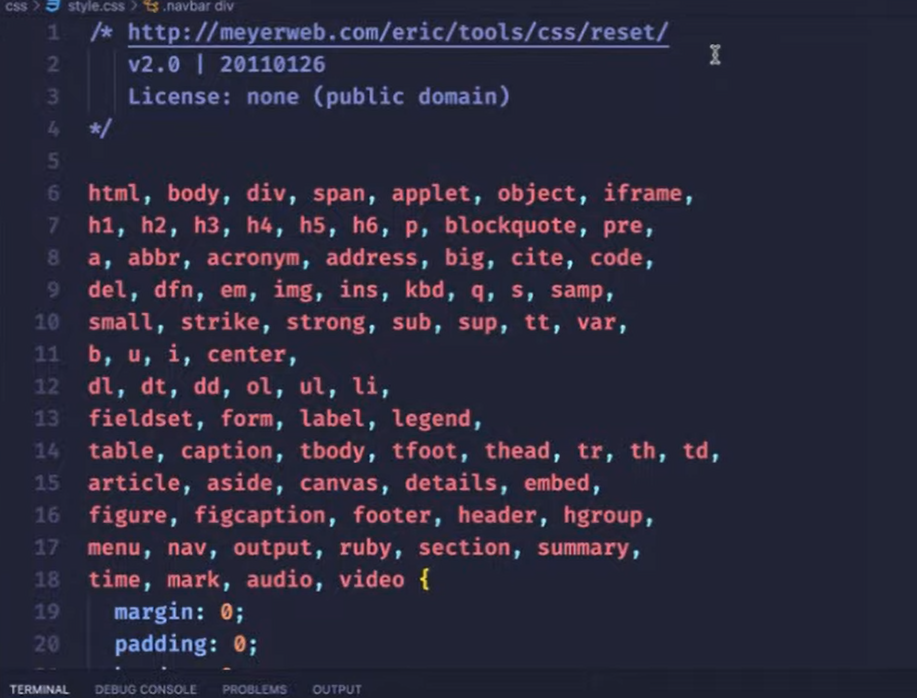 css > style.css > .navbar div
1 /* http://meyerweb.com/eric/tools/css/reset/
2 v2.0 | 20110126
3 License: none (public domain)
4 */
5
6 html, body, div, span, applet, object, iframe,
7 h1, h2, h3, h4, h5, h6, p, blockquote, pre,
8 a, abbr, acronym, address, big, cite, code,
9 del, dfn, em, img, ins, kbd, q, s, samp,
10 small, strike, strong, sub, sup, tt, var,
11 b, u, i, center,
12 dl, dt, dd, ol, ul, li,
13 fieldset, form, label, legend,
14 table, caption, tbody, tfoot, thead, tr, th, td,
15 article, aside, canvas, details, embed,
16 figure, figcaption, footer, header, hgroup,
17 menu, nav, output, ruby, section, summary,
18 time, mark, audio, video {
19 margin: 0;
20 padding: 0;
TERMINAL DEBUG CONSOLE PROBLEMS OUTPUT